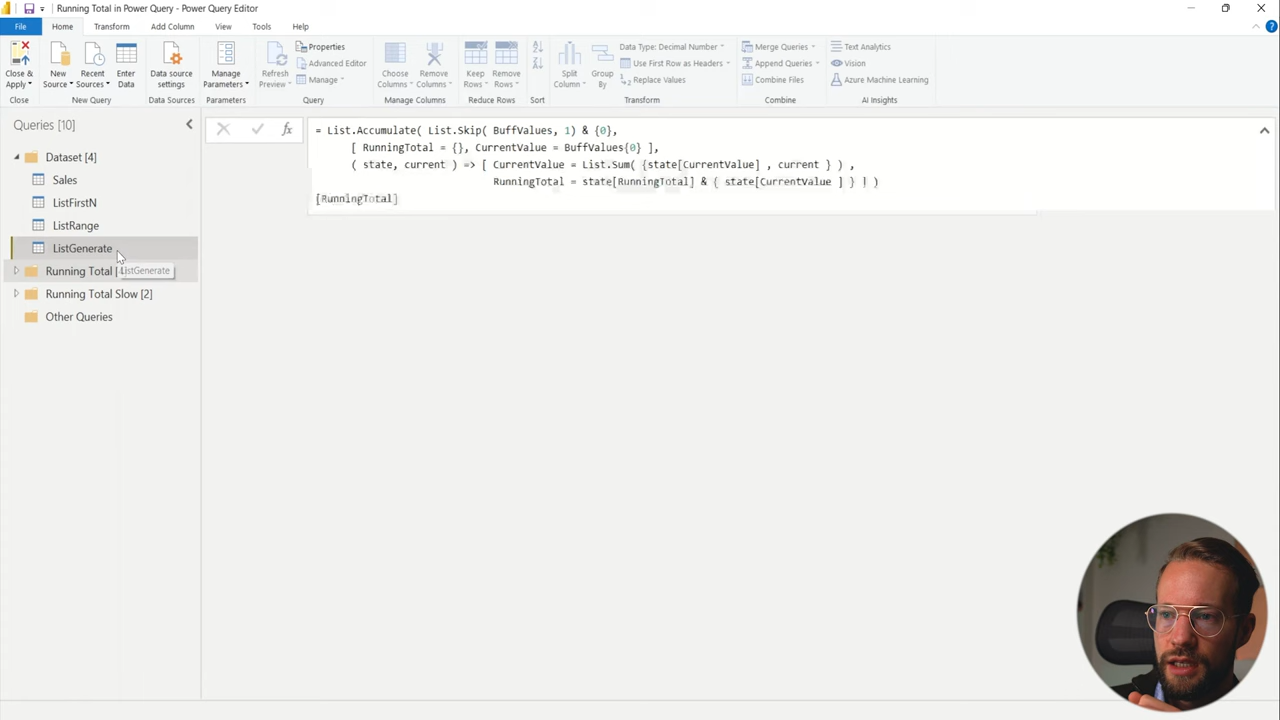 Running Total in Power Query - Power Query Editor
File Home Transform Add Column View Tools Help
Close & Apply
New Source
Recent Sources
Enter Data
Data source settings
Manage Parameters
Refresh Preview
Properties
Advanced Editor
Manage
Choose Columns
Remove Columns
Keep Rows
Remove Rows
Split Column
Group By
Data Type: Decimal Number
Use First Row as Headers
Replace Values
Merge Queries
Append Queries
Combine Files
Text Analytics
Vision
Azure Machine Learning
Close New Query Data Sources Parameters Query Manage Columns Reduce Rows Sort Transform Combine AI Insights
Queries [10]
Dataset [4]
Sales
ListFirstN
ListRange
ListGenerate
Running Total [
ListGenerate
Running Total Slow [2]
Other Queries
= List.Accumulate( List.Skip( BuffValues, 1) & {0},
[ RunningTotal = {}, CurrentValue = BuffValues{0} ],
( state, current ) => [ CurrentValue = List.Sum( {state[CurrentValue] , current } ) ,
RunningTotal = state[RunningTotal] & { state[CurrentValue ] } ] )
[RunningTotal]